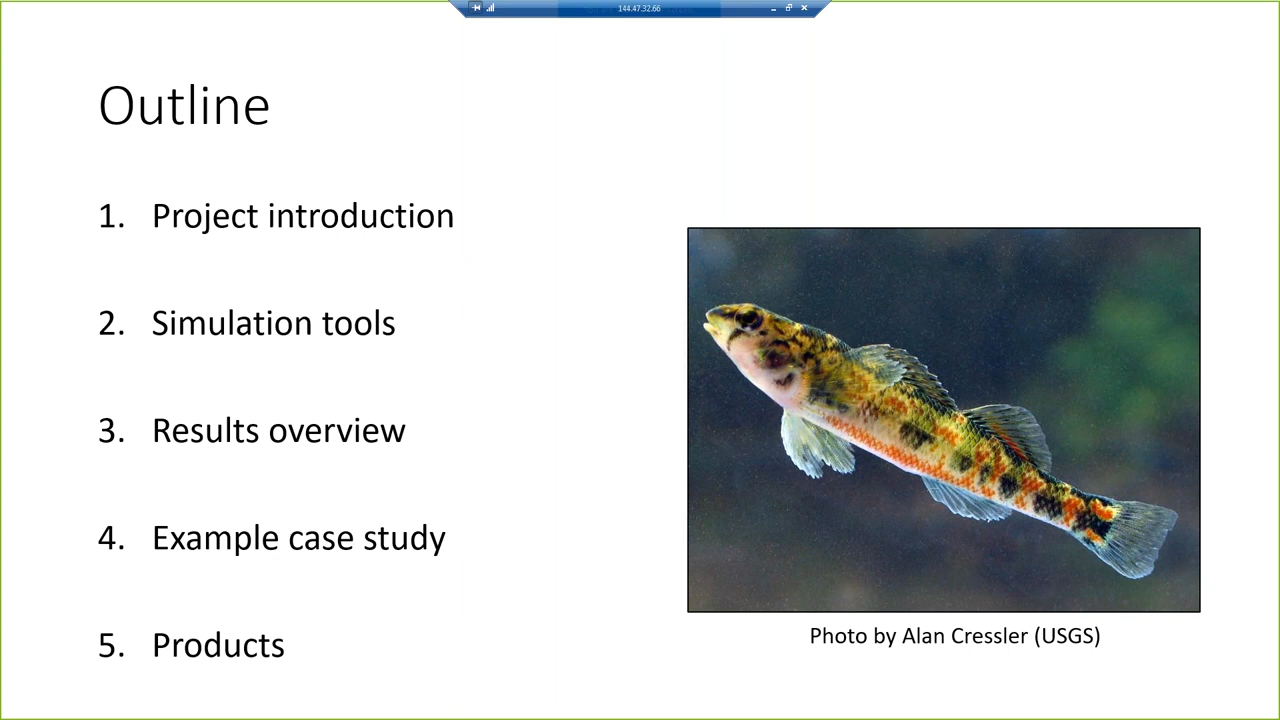 144.47.32.66
Outline
1. Project introduction
2. Simulation tools
3. Results overview
4. Example case study
5. Products
Photo by Alan Cressler (USGS)